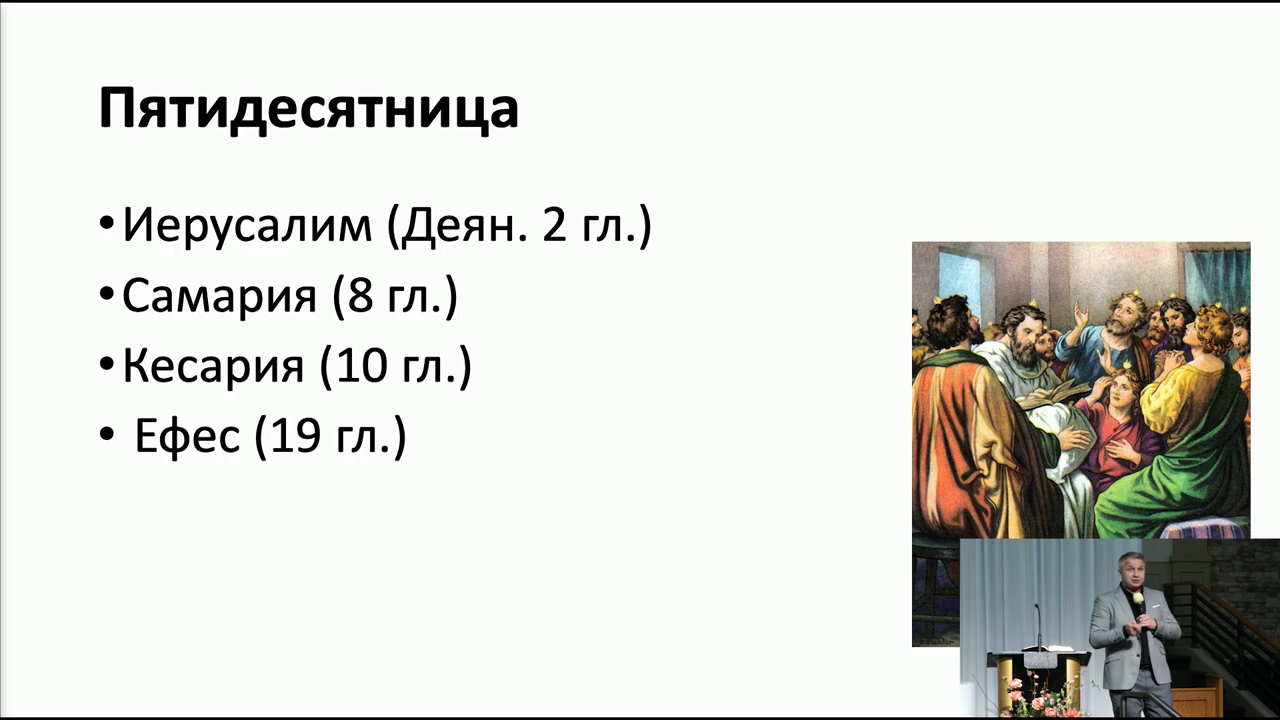 Пятидесятница
•Иерусалим (Деян. 2 гл.)
•Самария (8 гл.)
•Кесария (10 гл.)
• Ефес (19 гл.)